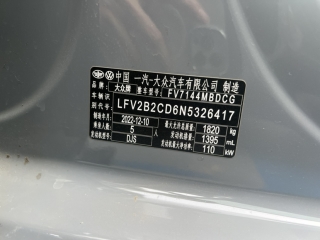 中国 一汽-大众汽车有限公司 制造
品牌 大众牌 整车型号 FV7144MBDCG
车辆识别代号 LFV2B2CD6N5326417
制造年月 2022-12-10 最大允许总质量 1820 kg
乘坐人数 5 发动机排量 1395 mL
发动机型号 DJS 发动机最大净功率 110 kW